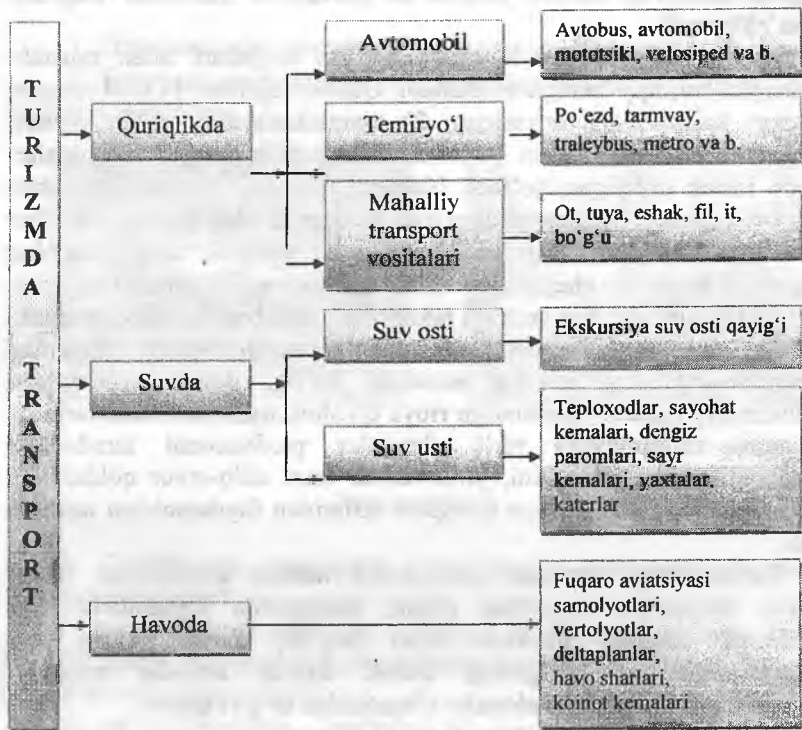 TURIZMDA TRANSPORT
Quriqlikda
Avtomobil
Avtobus, avtomobil,
mototsikl, velosiped va b.
Temiryo‘l
Po‘ezd, tarmvay,
traleybus, metro va b.
Mahalliy
transport
vositalari
Ot, tuya, eshak, fil, it,
bo‘g‘u
Suvda
Suv osti
Ekskursiya suv osti qayig‘i
Suv usti
Teploxodlar, sayohat
kemalari, dengiz
paromlari, sayr
kemalari, yaxtalar,
katerlar
Havoda
Fuqaro aviatsiyasi
samolyotlari,
vertolyotlar,
deltaplanlar,
havo sharlari,
koinot kemalari